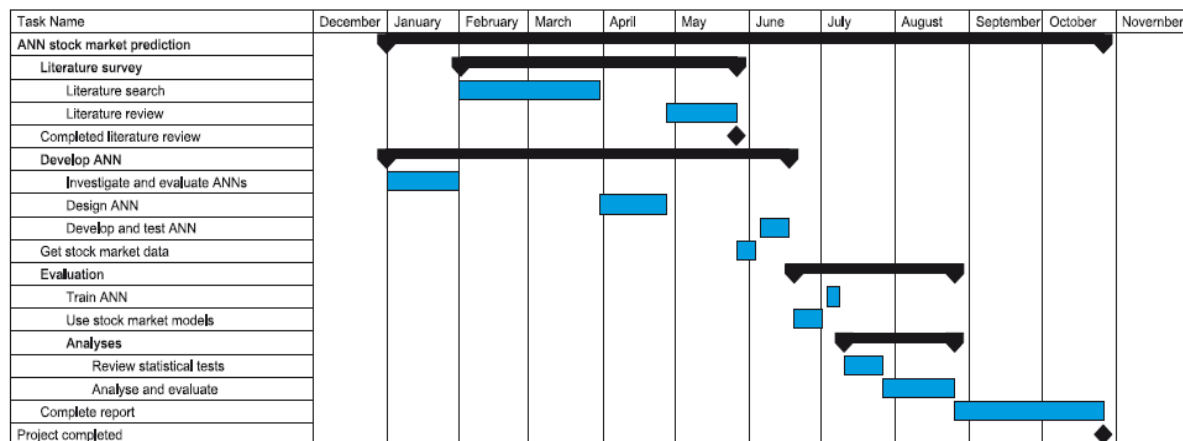 Task Name December January February March April May June July August September October November
ANN stock market prediction
Literature survey
Literature search
Literature review
Completed literature review
Develop ANN
Investigate and evaluate ANNs
Design ANN
Develop and test ANN
Get stock market data
Evaluation
Train ANN
Use stock market models
Analyses
Review statistical tests
Analyse and evaluate
Complete report
Project completed